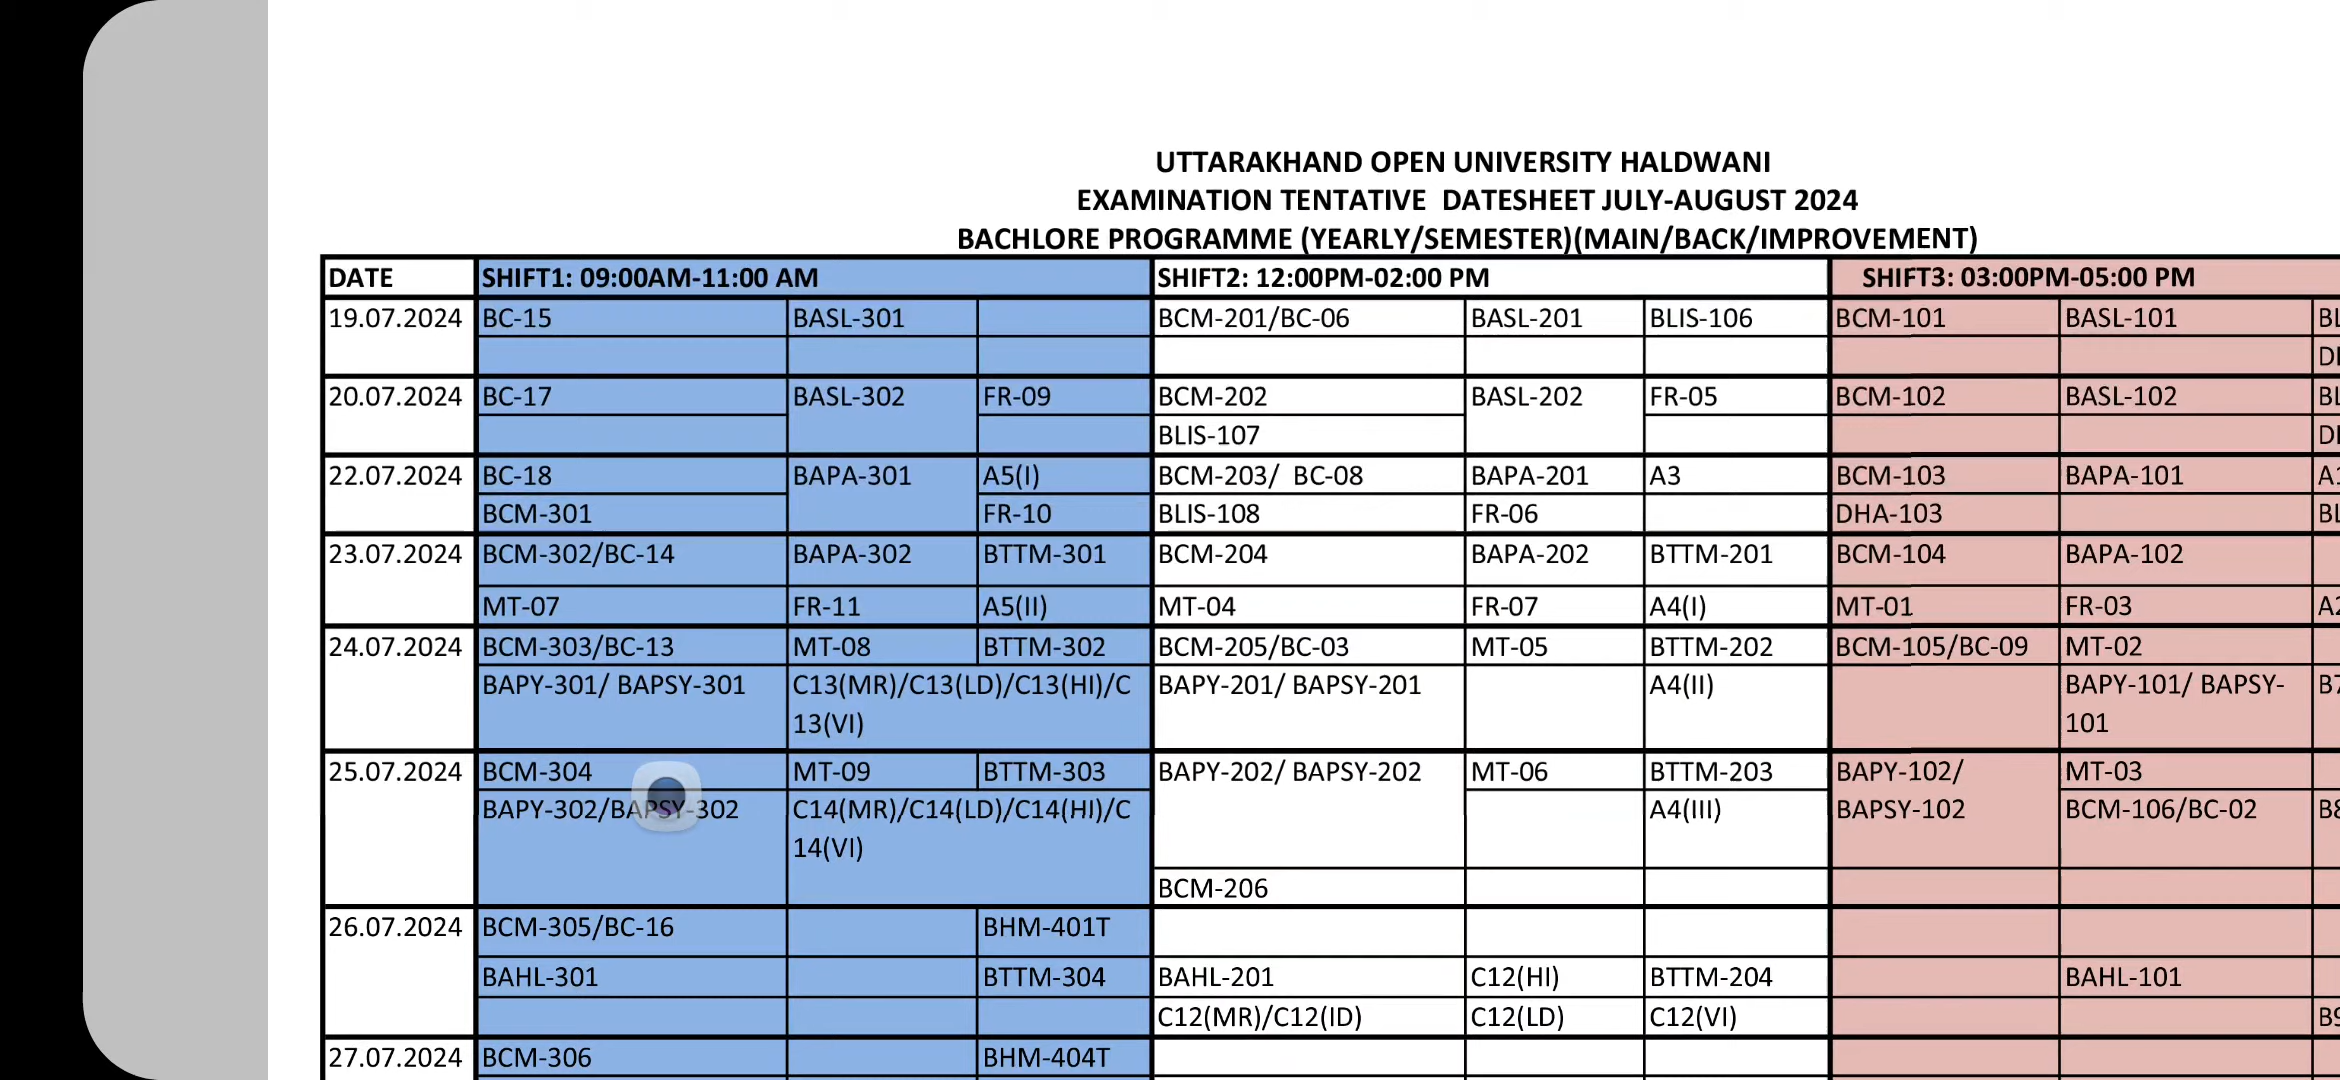 UTTARAKHAND OPEN UNIVERSITY HALDWANI
EXAMINATION TENTATIVE DATESHEET JULY-AUGUST 2024
BACHLORE PROGRAMME (YEARLY/SEMESTER)(MAIN/BACK/IMPROVEMENT)
DATE SHIFT1: 09:00AM-11:00 AM SHIFT2: 12:00PM-02:00 PM SHIFT3: 03:00PM-05:00 PM
19.07.2024 BC-15 BASL-301 BCM-201/BC-06 BASL-201 BLIS-106 BCM-101 BASL-101
20.07.2024 BC-17 BASL-302 FR-09 BCM-202 BASL-202 FR-05 BCM-102 BASL-102
BLIS-107
22.07.2024 BC-18 BAPA-301 A5(I) BCM-203/ BC-08 BAPA-201 A3 BCM-103 BAPA-101
BCM-301 FR-10 BLIS-108 FR-06 DHA-103
23.07.2024 BCM-302/BC-14 BAPA-302 BTTM-301 BCM-204 BAPA-202 BTTM-201 BCM-104 BAPA-102
MT-07 FR-11 A5(II) MT-04 FR-07 A4(I) MT-01 FR-03
24.07.2024 BCM-303/BC-13 MT-08 BTTM-302 BCM-205/BC-03 MT-05 BTTM-202 BCM-105/BC-09 MT-02
BAPY-301/ BAPSY-301 C13(MR)/C13(LD)/C13(HI)/C BAPY-201/ BAPSY-201 A4(II) BAPY-101/ BAPSY-
13(VI) 101
25.07.2024 BCM-304 MT-09 BTTM-303 BAPY-202/ BAPSY-202 MT-06 BTTM-203 BAPY-102/ MT-03
BAPY-302/BAPSY-302 C14(MR)/C14(LD)/C14(HI)/C A4(III) BAPSY-102 BCM-106/BC-02
14(VI)
BCM-206
26.07.2024 BCM-305/BC-16 BHM-401T
BAHL-301 BTTM-304 BAHL-201 C12(HI) BTTM-204 BAHL-101
C12(MR)/C12(ID) C12(LD) C12(VI)
27.07.2024 BCM-306 BHM-404T